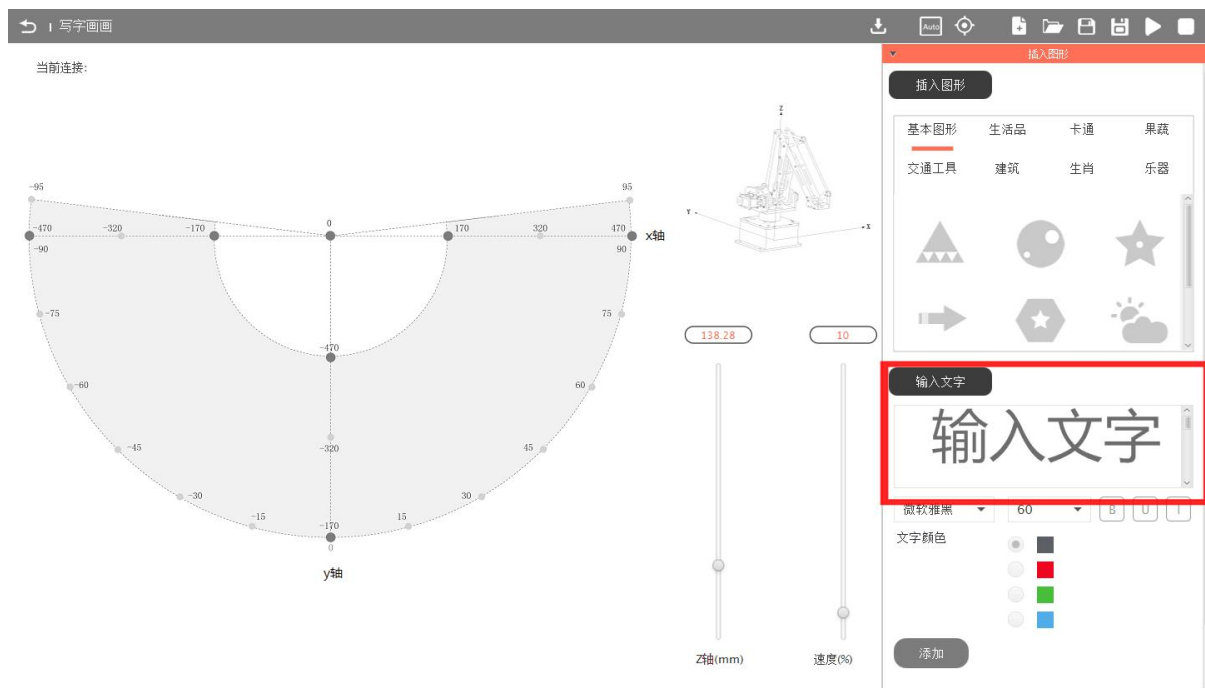 写字画画
Auto
当前连接:
插入图形
插入图形
基本图形 生活品 卡通 果蔬
交通工具 建筑 生肖 乐器
-95 0 95
-470 -320 -170 170 320 470 x轴
-90 90
-75 75
-60 60
-45 45
-30 30
-15 15
-470
-320
-170
0
y轴
Z
Y
X
138.28 10
Z轴(mm) 速度(%)
输入文字
输入文字
微软雅黑 60 B U I
文字颜色
添加